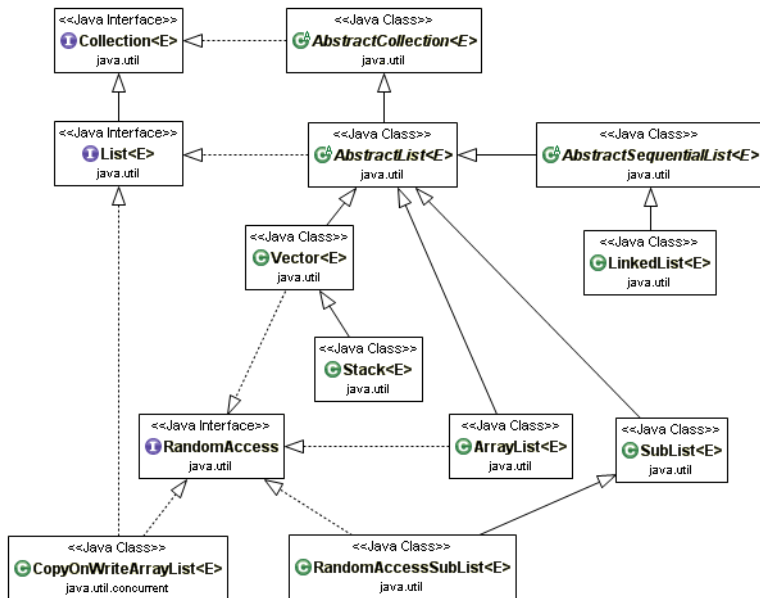 <<Java Interface>>
Collection<E>
java.util
<<Java Class>>
AbstractCollection<E>
java.util
<<Java Interface>>
List<E>
java.util
<<Java Class>>
AbstractList<E>
java.util
<<Java Class>>
AbstractSequentialList<E>
java.util
<<Java Class>>
Vector<E>
java.util
<<Java Class>>
LinkedList<E>
java.util
<<Java Class>>
Stack<E>
java.util
<<Java Interface>>
RandomAccess
java.util
<<Java Class>>
ArrayList<E>
java.util
<<Java Class>>
SubList<E>
java.util
<<Java Class>>
CopyOnWriteArrayList<E>
java.util.concurrent
<<Java Class>>
RandomAccessSubList<E>
java.util